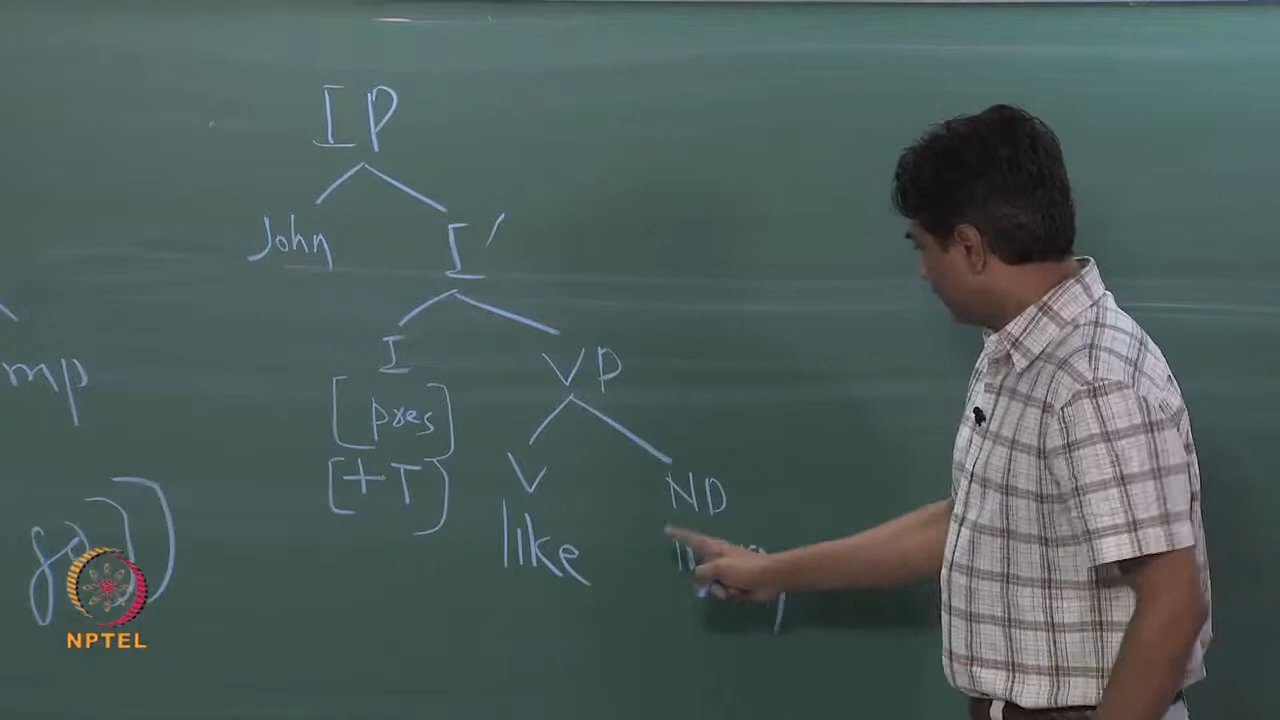 IP
John I′
I VP
mp [pres]
[+T] V NP
like
NPTEL